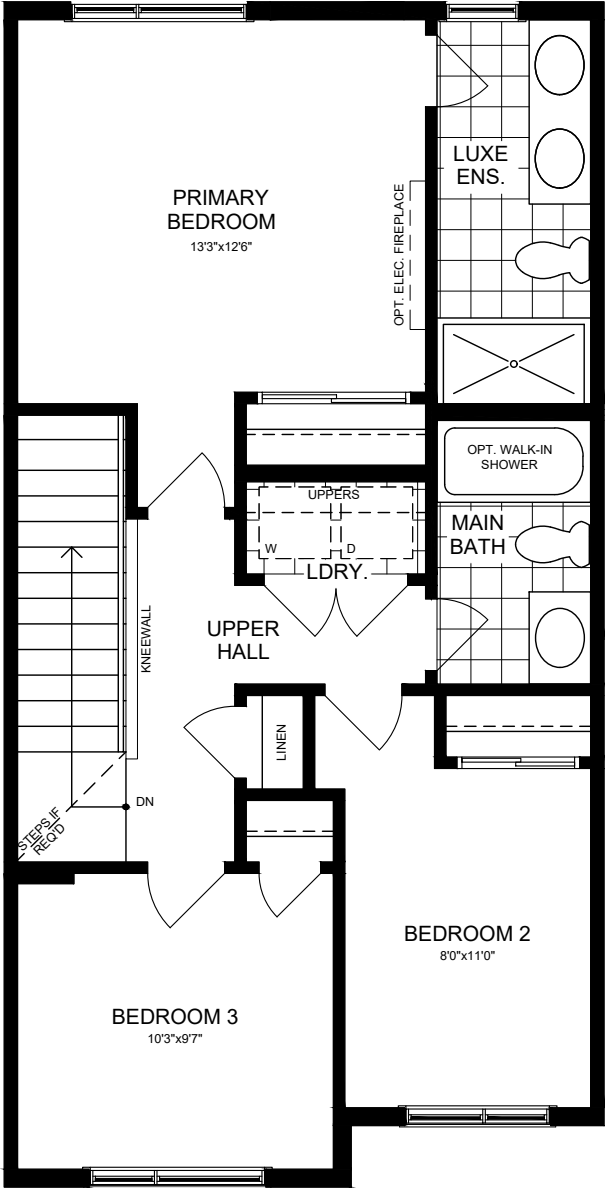 PRIMARY
BEDROOM
13'3"x12'6"
LUXE
ENS.
OPT. ELEC. FIREPLACE
OPT. WALK-IN
SHOWER
UPPERS
W
D
LDRY.
MAIN
BATH
KNEEWALL
UPPER
HALL
LINEN
DN
STEPS IF
REQ'D
BEDROOM 2
8'0"x11'0"
BEDROOM 3
10'3"x9'7"